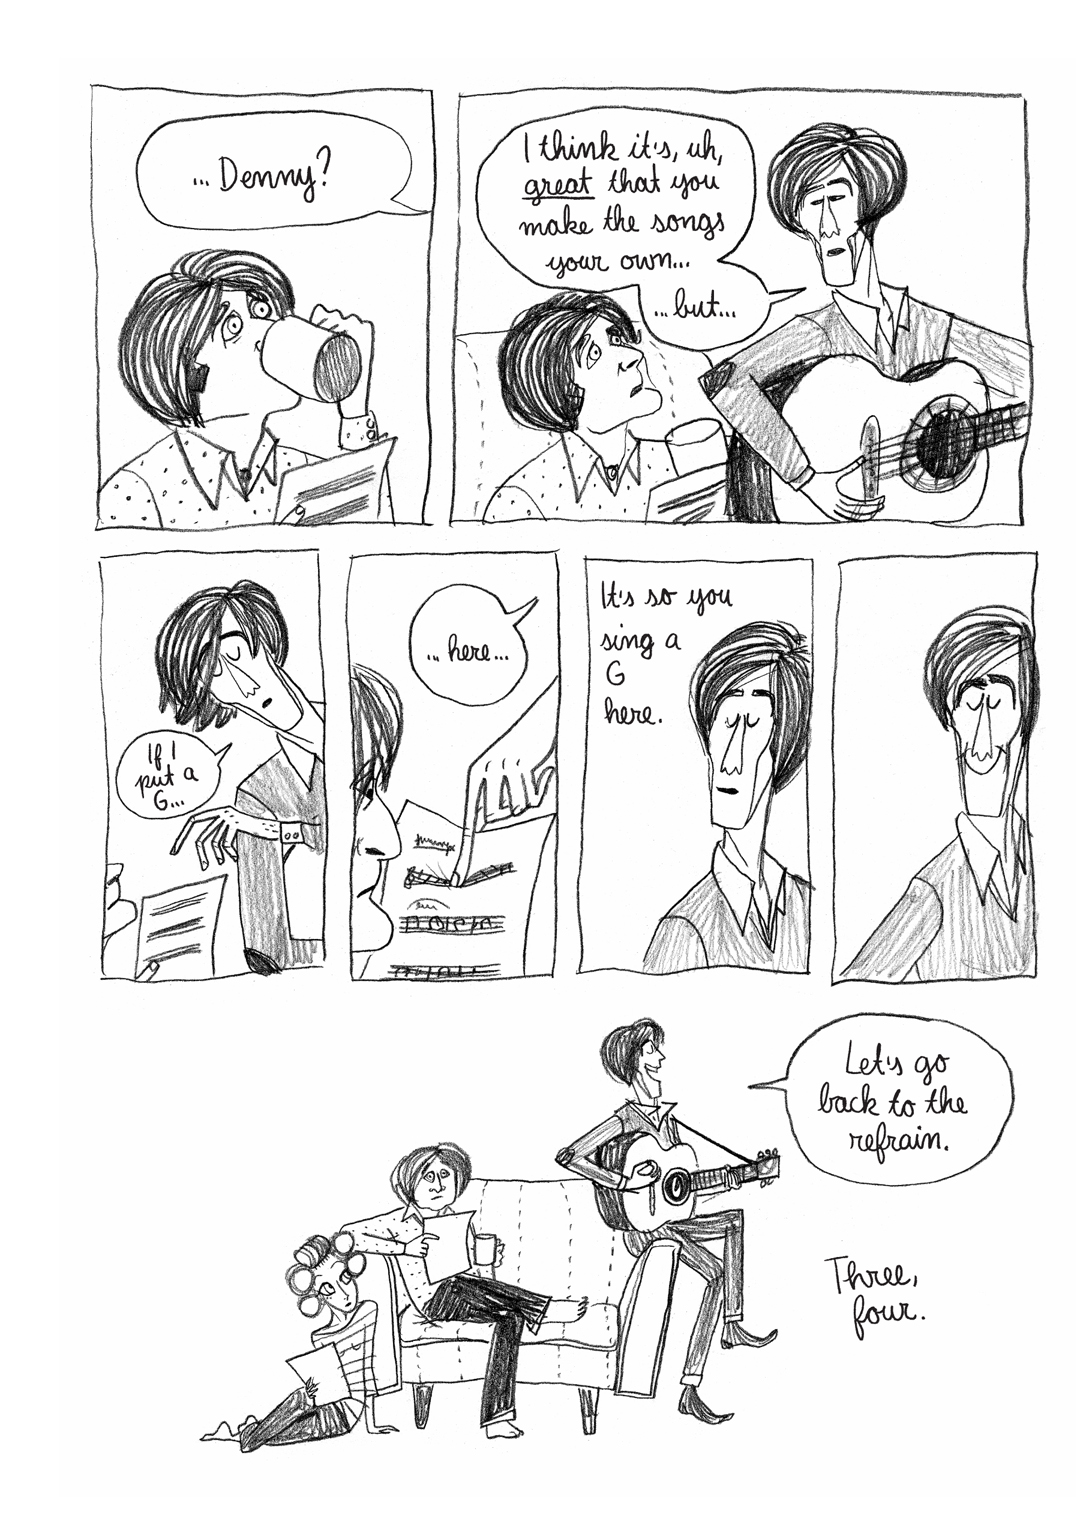 ... Denny?
I think it's, uh,
great that you
make the songs
your own...
...but...
If I
put a
G...
... here...
It's so you
sing a
G
here.
Let's go
back to the
refrain.
Three,
four.